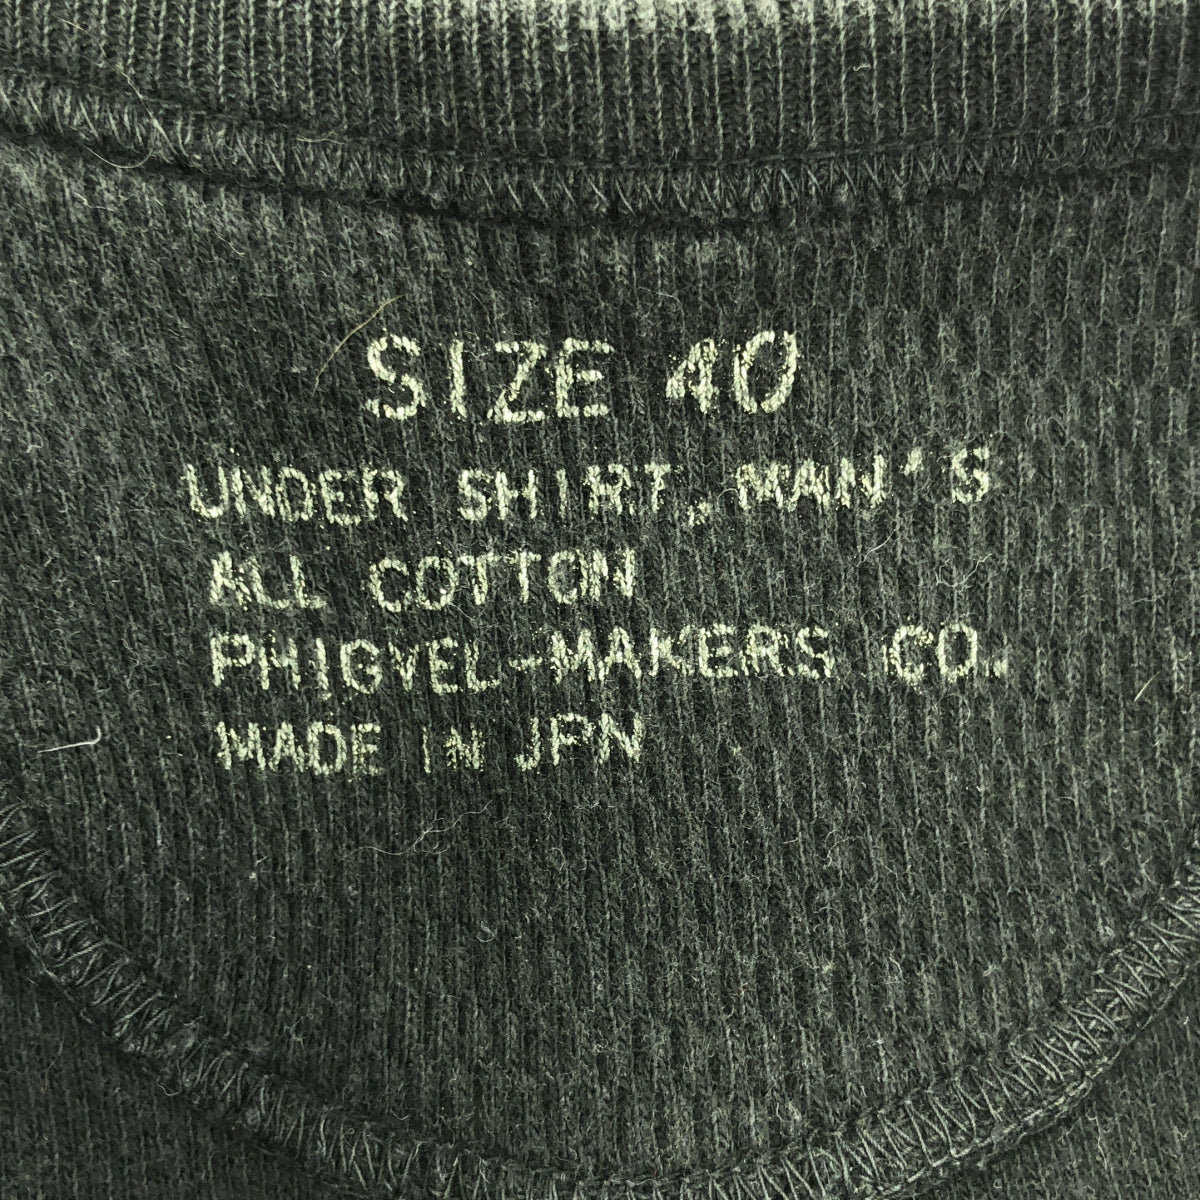 SIZE 40
UNDER SHIRT, MAN'S
ALL COTTON
PHIGVEL-MAKERS CO.
MADE IN JPN